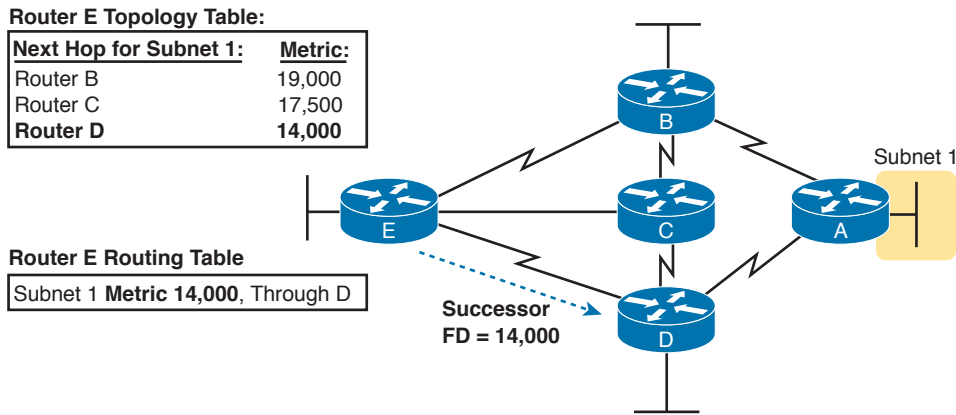 Router E Topology Table:
Next Hop for Subnet 1: Metric:
Router B 19,000
Router C 17,500
Router D 14,000
B
Subnet 1
E
C
A
Router E Routing Table
Subnet 1 Metric 14,000, Through D
Successor
FD = 14,000
D